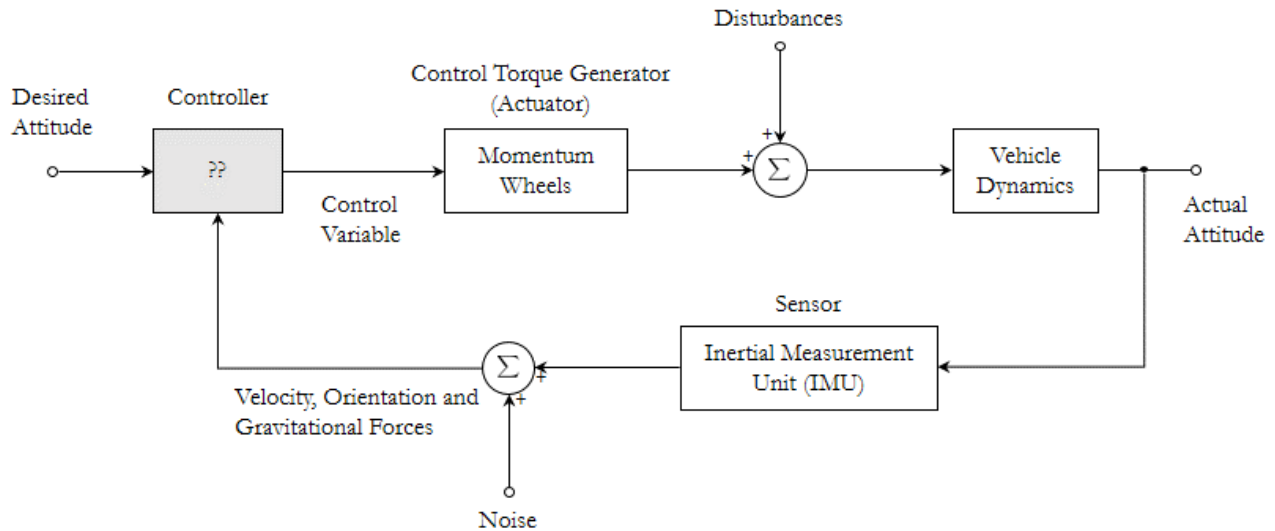 Disturbances
Control Torque Generator
(Actuator)
Desired
Attitude
Controller
??
Momentum
Wheels
+
+
Σ
Vehicle
Dynamics
Control
Variable
Actual
Attitude
Sensor
Inertial Measurement
Unit (IMU)
Σ
+
+
Velocity, Orientation and
Gravitational Forces
Noise